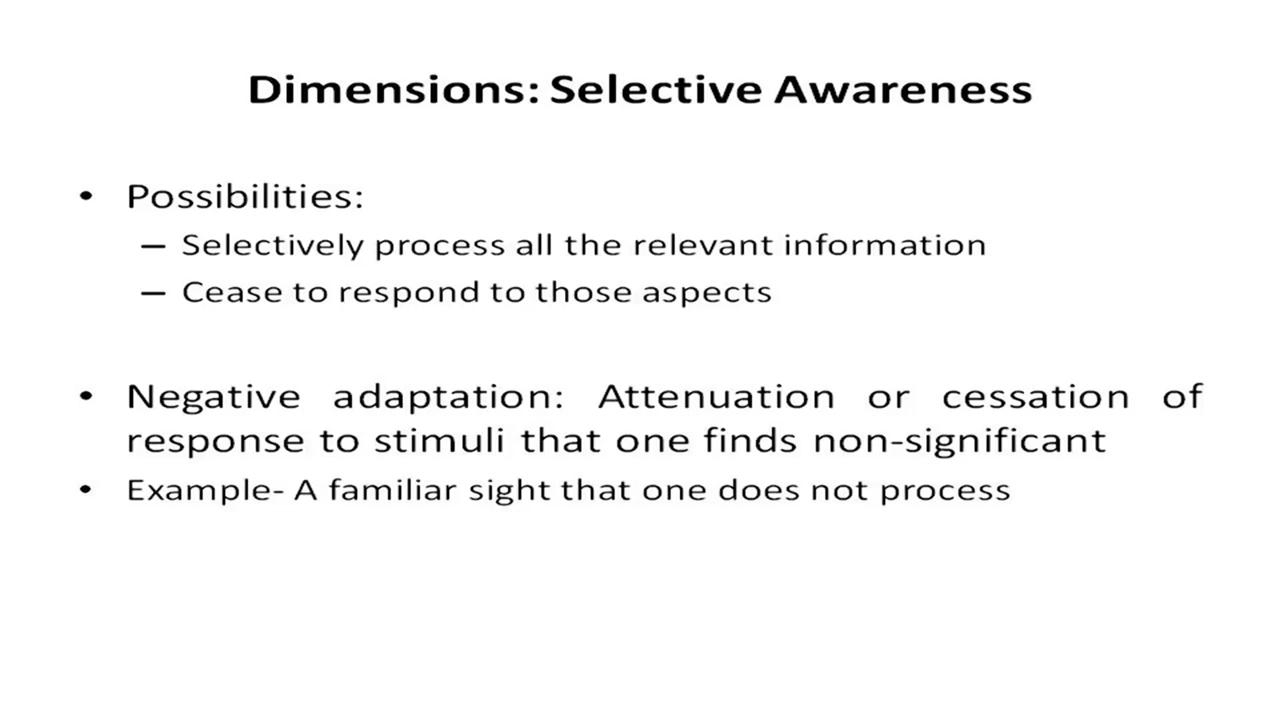 Dimensions: Selective Awareness
• Possibilities:
– Selectively process all the relevant information
– Cease to respond to those aspects
• Negative adaptation: Attenuation or cessation of
response to stimuli that one finds non-significant
• Example- A familiar sight that one does not process